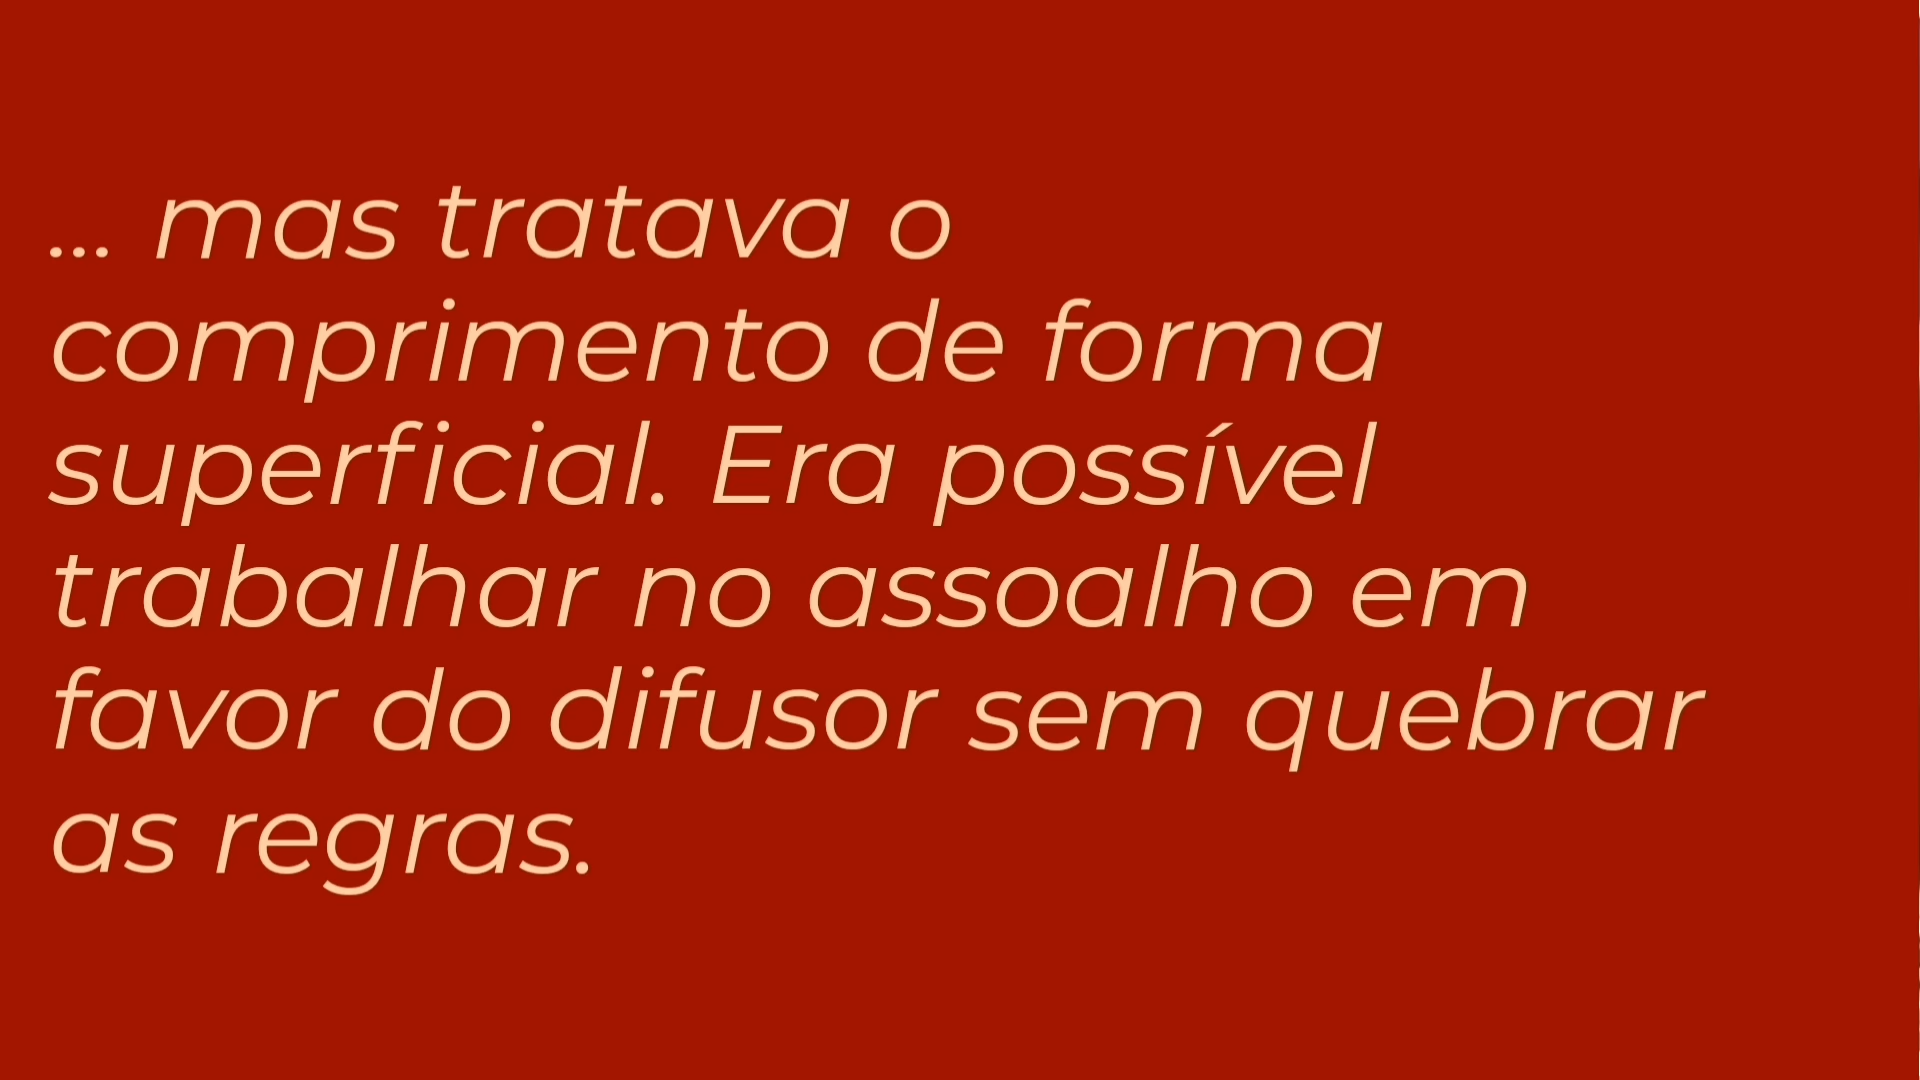 ... mas tratava o
comprimento de forma
superficial. Era possível
trabalhar no assoalho em
favor do difusor sem quebrar
as regras.